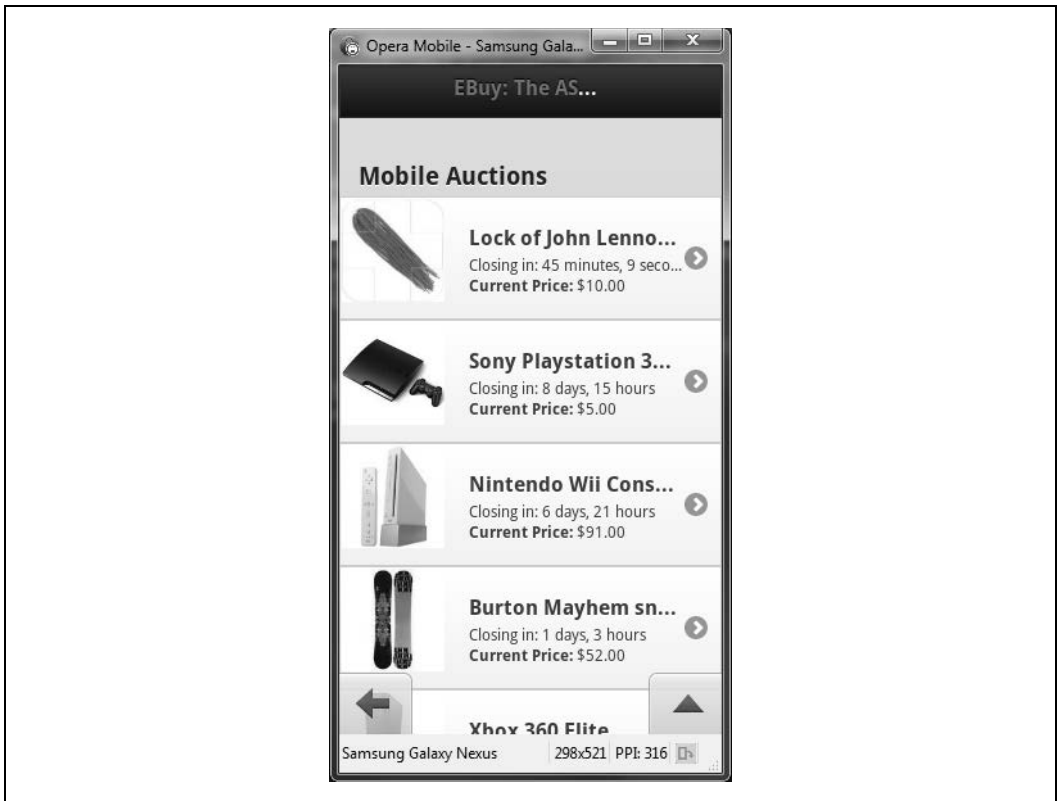 Opera Mobile - Samsung Gala...
EBuy: The AS...
Mobile Auctions
Lock of John Lenno...
Closing in: 45 minutes, 9 seco...
Current Price: $10.00
Sony Playstation 3...
Closing in: 8 days, 15 hours
Current Price: $5.00
Nintendo Wii Cons...
Closing in: 6 days, 21 hours
Current Price: $91.00
Burton Mayhem sn...
Closing in: 1 days, 3 hours
Current Price: $52.00
Xbox 360 Elite
Samsung Galaxy Nexus 298x521 PPI: 316